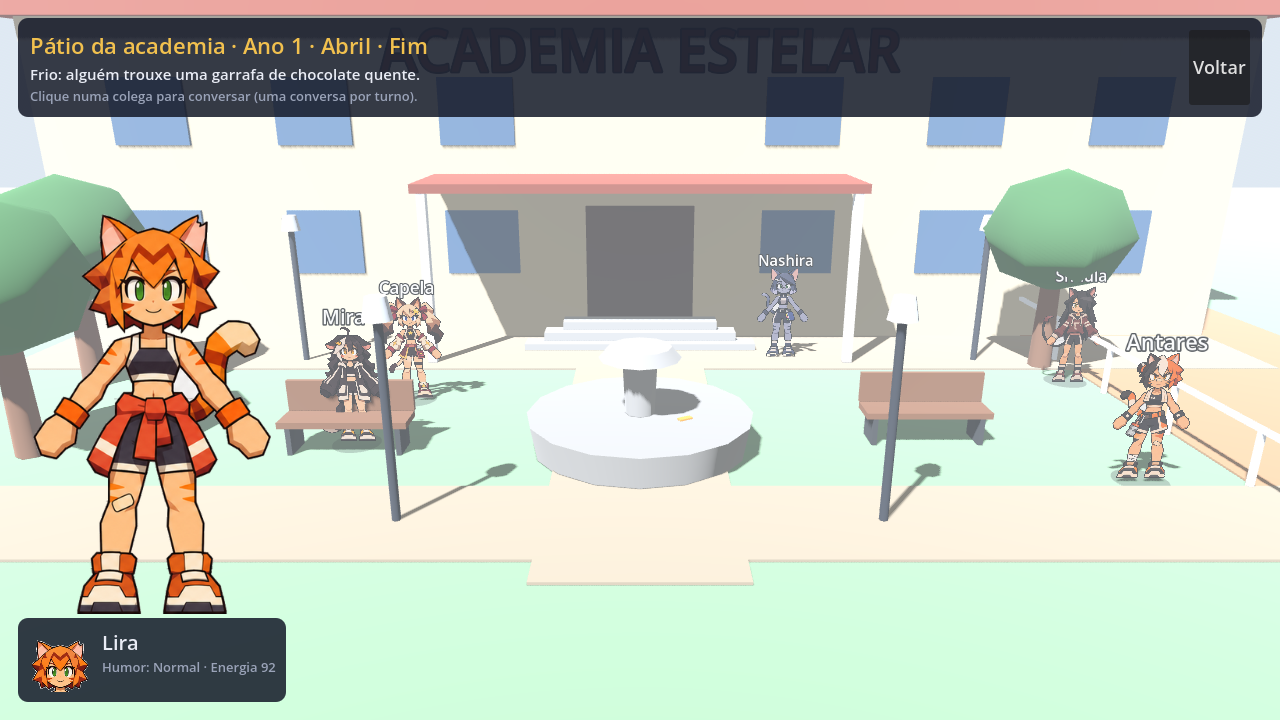 ACADEMIA ESTELAR
Pátio da academia · Ano 1 · Abril · Fim
Frio: alguém trouxe uma garrafa de chocolate quente.
Clique numa colega para conversar (uma conversa por turno).
Voltar
Nashira
Capela
Mira
Antares
Lira
Humor: Normal · Energia 92